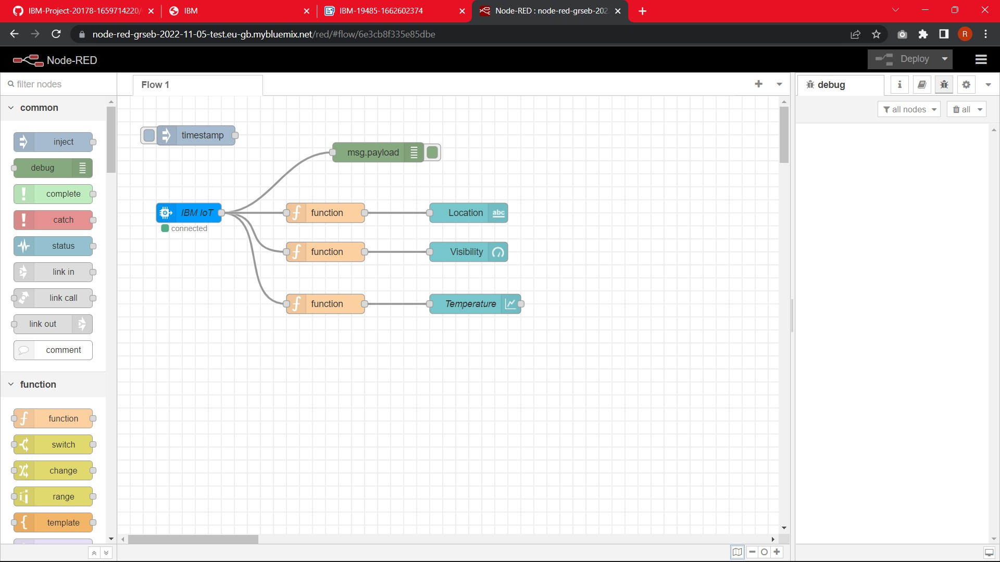 IBM-Project-20178-1659714220/
IBM
IBM-19485-1662602374
Node-RED : node-red-grseb-202
node-red-grseb-2022-11-05-test.eu-gb.mybluemix.net/red/#flow/6e3cb8f335e85dbe
R
Node-RED
Deploy
filter nodes
Flow 1
debug
common
all nodes
all
inject
debug
complete
catch
status
link in
link call
link out
comment
function
function
switch
change
range
template
timestamp
msg.payload
IBM IoT
connected
function
Location
abc
function
Visibility
function
Temperature